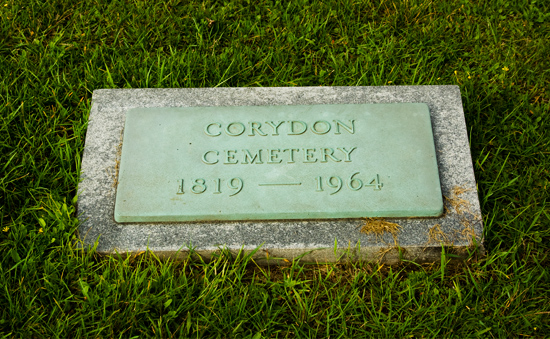 CORYDON
CEMETERY
1819 — 1964